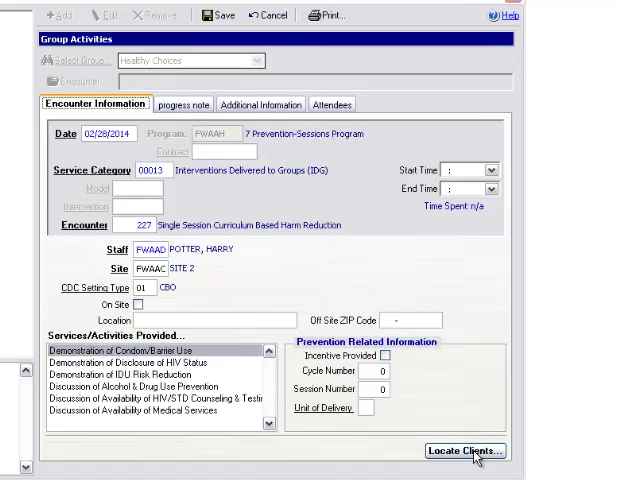 Add Edit Remove Save Cancel Print... Help
Group Activities
Select Group... Healthy Choices
Encounter...
Encounter Information progress note Additional Information Attendees
Date 02/28/2014 Program: FWAAH 7 Prevention-Sessions Program
Contract
Service Category 00013 Interventions Delivered to Groups (IDG) Start Time :
Model End Time :
Intervention Time Spent: n/a
Encounter 227 Single Session Curriculum Based Harm Reduction
Staff FWAAD POTTER, HARRY
Site FWAAC SITE 2
CDC Setting Type 01 CBO
On Site
Location Off Site ZIP Code -
Services/Activities Provided... Prevention Related Information
Demonstration of Condom/Barrier Use
Incentive Provided
Demonstration of Disclosure of HIV Status
Cycle Number 0
Demonstration of IDU Risk Reduction
Discussion of Alcohol & Drug Use Prevention
Session Number 0
Discussion of Availability of HIV/STD Counseling & Testin
Discussion of Availability of Medical Services
Unit of Delivery
Locate Clients...